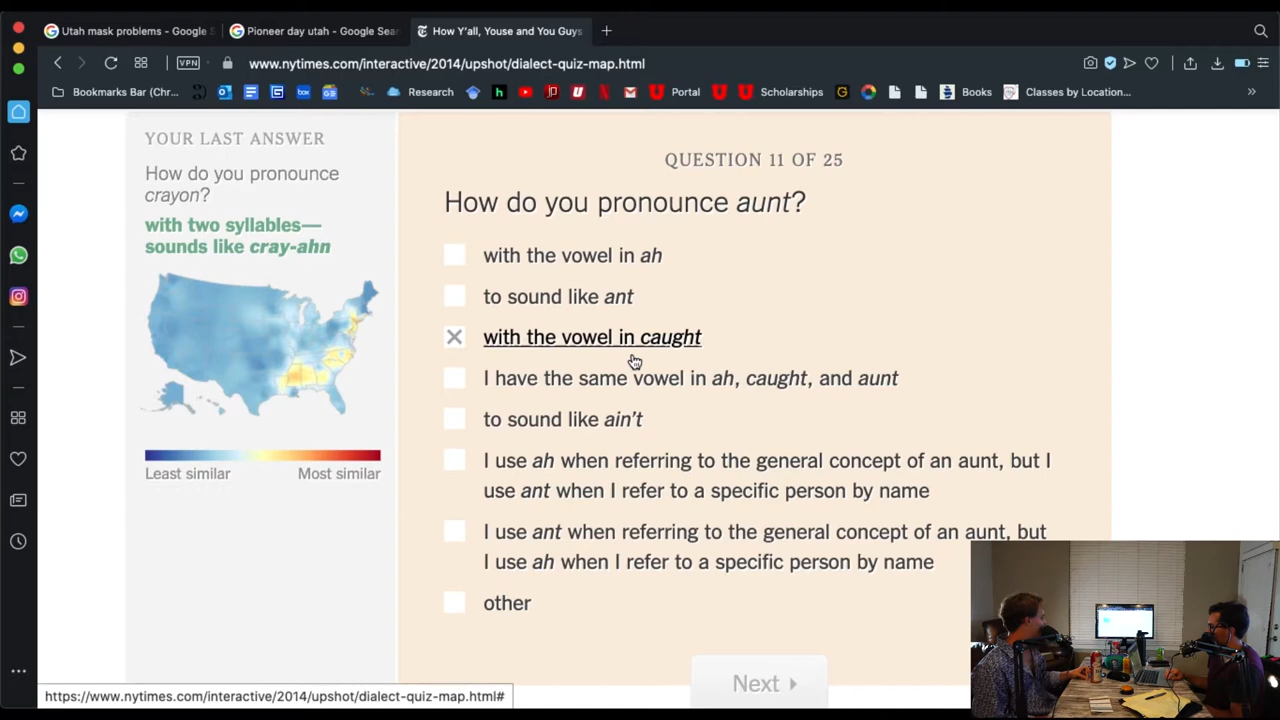 Utah mask problems - Google S
Pioneer day utah - Google Sear
How Y'all, Youse and You Guys
VPN
www.nytimes.com/interactive/2014/upshot/dialect-quiz-map.html
Bookmarks Bar (Chr...
Research
Portal
Scholarships
Books
Classes by Location...
YOUR LAST ANSWER
How do you pronounce
crayon?
with two syllables—
sounds like cray-ahn
Least similar
Most similar
QUESTION 11 OF 25
How do you pronounce aunt?
with the vowel in ah
to sound like ant
with the vowel in caught
I have the same vowel in ah, caught, and aunt
to sound like ain't
I use ah when referring to the general concept of an aunt, but I
use ant when I refer to a specific person by name
I use ant when referring to the general concept of an aunt, but
I use ah when I refer to a specific person by name
other
Next
https://www.nytimes.com/interactive/2014/upshot/dialect-quiz-map.html#